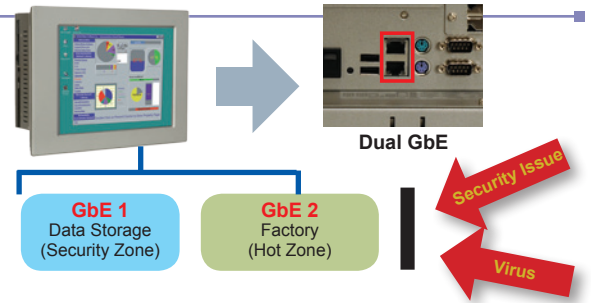 Dual GbE
GbE 1
Data Storage
(Security Zone)
GbE 2
Factory
(Hot Zone)
Security Issue
Virus